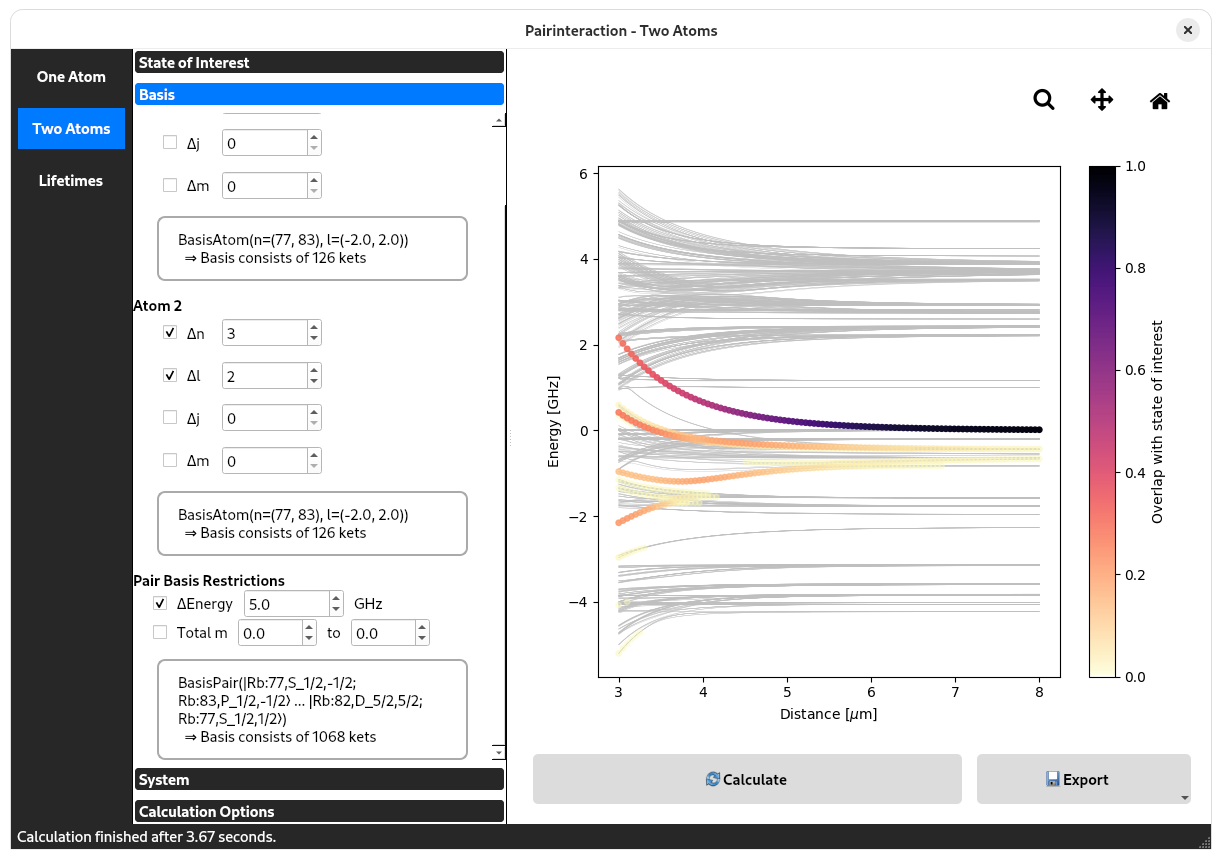 Pairinteraction - Two Atoms
One Atom
Two Atoms
Lifetimes
State of Interest
Basis
Δj 0
Δm 0
BasisAtom(n=(77, 83), l=(-2.0, 2.0))
⇒ Basis consists of 126 kets
Atom 2
Δn 3
Δl 2
Δj 0
Δm 0
BasisAtom(n=(77, 83), l=(-2.0, 2.0))
⇒ Basis consists of 126 kets
Pair Basis Restrictions
ΔEnergy 5.0 GHz
Total m 0.0 to 0.0
BasisPair(|Rb:77,S_1/2,-1/2;
Rb:83,P_1/2,-1/2⟩ ... |Rb:82,D_5/2,5/2;
Rb:77,S_1/2,1/2⟩)
⇒ Basis consists of 1068 kets
System
Calculation Options
Energy [GHz]
6
4
2
0
−2
−4
3 4 5 6 7 8
Distance [μm]
1.0
0.8
0.6
0.4
0.2
0.0
Overlap with state of interest
Calculate
Export
Calculation finished after 3.67 seconds.